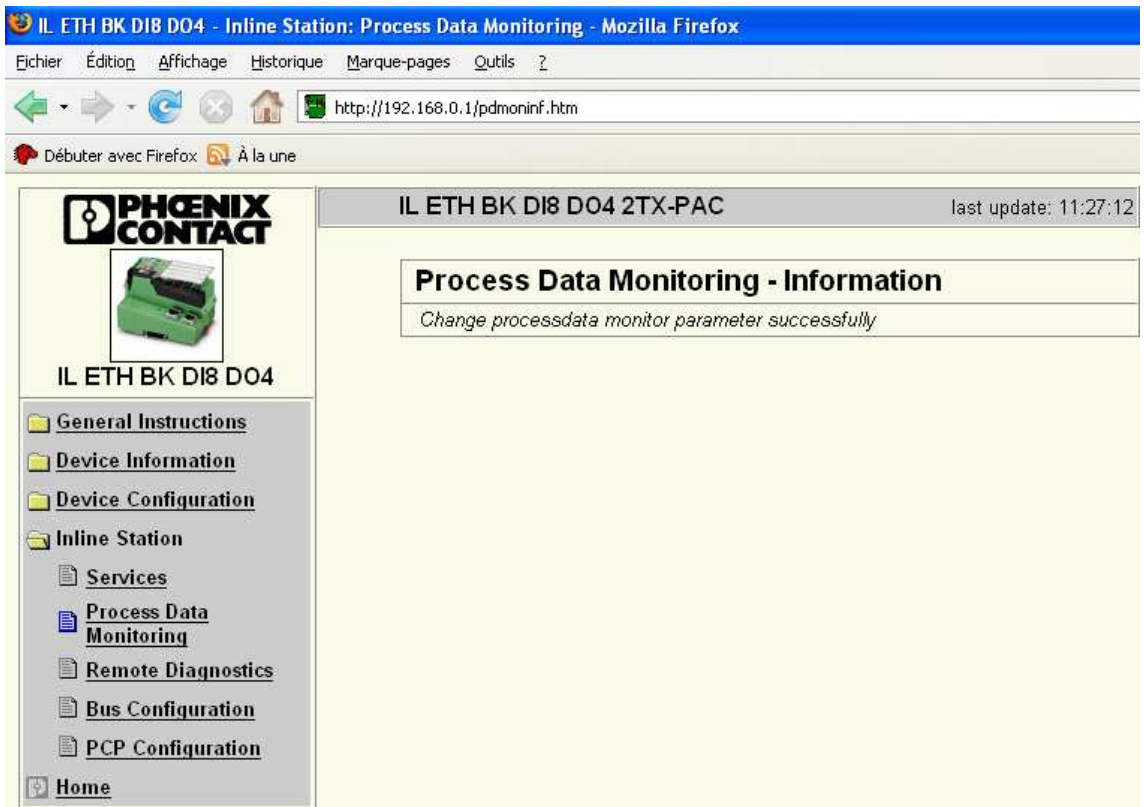 IL ETH BK DI8 DO4 - Inline Station: Process Data Monitoring - Mozilla Firefox
Fichier Édition Affichage Historique Marque-pages Outils ?
http://192.168.0.1/pdmoninf.htm
Débuter avec Firefox À la une
PHŒNIX
CONTACT
IL ETH BK DI8 DO4
General Instructions
Device Information
Device Configuration
Inline Station
Services
Process Data
Monitoring
Remote Diagnostics
Bus Configuration
PCP Configuration
Home
IL ETH BK DI8 DO4 2TX-PAC last update: 11:27:12
Process Data Monitoring - Information
Change processdata monitor parameter successfully